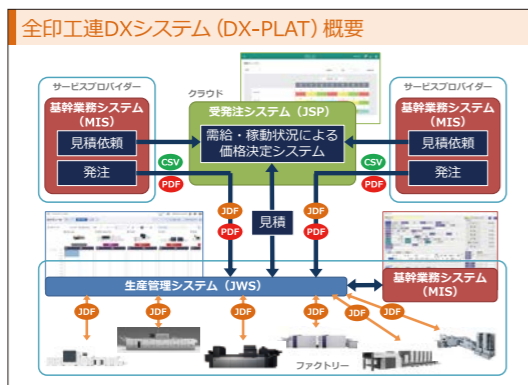 全印工連DXシステム(DX-PLAT)概要
サービスプロバイダー
基幹業務システム
(MIS)
見積依頼
発注
クラウド
受発注システム(JSP)
需給・稼動状況による
価格決定システム
サービスプロバイダー
基幹業務システム
(MIS)
見積依頼
発注
CSV
PDF
CSV
PDF
JDF
PDF
見積
JDF
PDF
生産管理システム(JWS)
基幹業務システム
(MIS)
JDF
JDF
JDF
JDF
JDF
JDF
ファクトリー